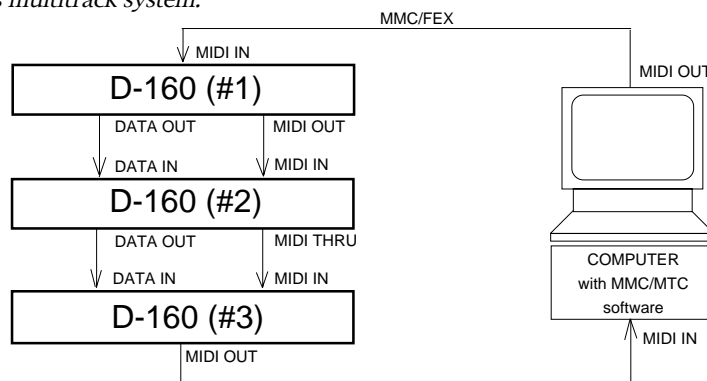 s multitrack system.
MMC/FEX
MIDI IN
MIDI OUT
D-160 (#1)
DATA OUT MIDI OUT
DATA IN MIDI IN
D-160 (#2)
DATA OUT MIDI THRU
DATA IN MIDI IN
D-160 (#3)
MIDI OUT
COMPUTER
with MMC/MTC
software
MIDI IN